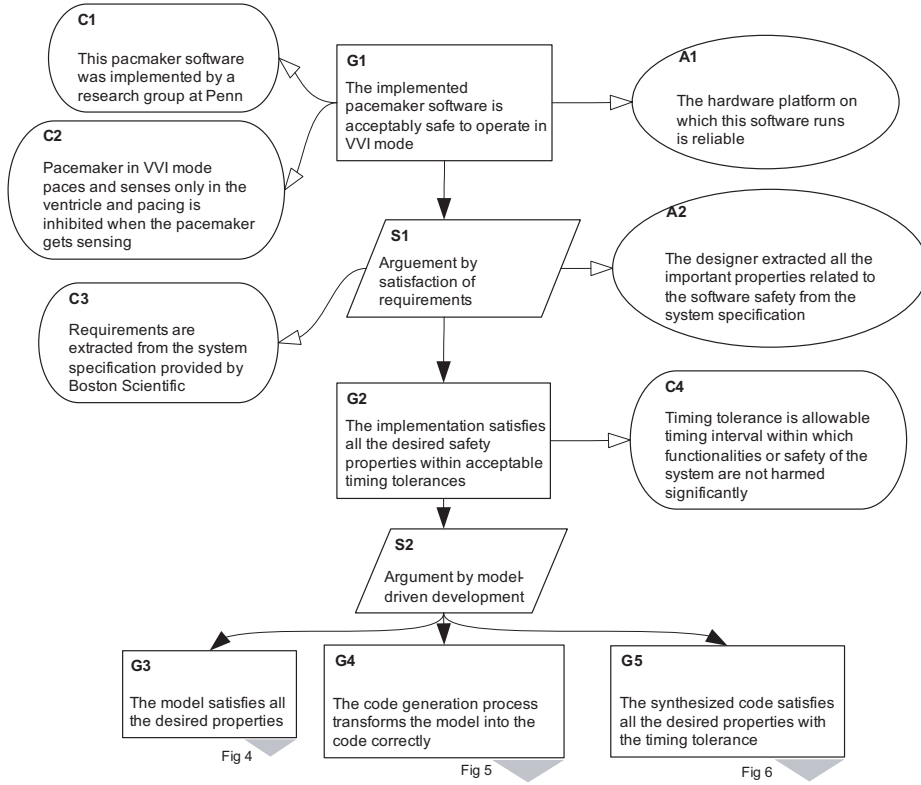 C1
This pacmaker software
was implemented by a
research group at Penn
G1
The implemented
pacemaker software is
acceptably safe to operate in
VVI mode
A1
The hardware platform on
which this software runs
is reliable
C2
Pacemaker in VVI mode
paces and senses only in the
ventricle and pacing is
inhibited when the pacemaker
gets sensing
S1
Arguement by
satisfaction of
requirements
A2
The designer extracted all the
important properties related to
the software safety from the
system specification
C3
Requirements are
extracted from the system
specification provided by
Boston Scientific
G2
The implementation satisfies
all the desired safety
properties within acceptable
timing tolerances
C4
Timing tolerance is allowable
timing interval within which
functionalities or safety of the
system are not harmed
significantly
S2
Argument by model-
driven development
G3
The model satisfies all
the desired properties
Fig 4
G4
The code generation process
transforms the model into the
code correctly
Fig 5
G5
The synthesized code satisfies
all the desired properties with
the timing tolerance
Fig 6